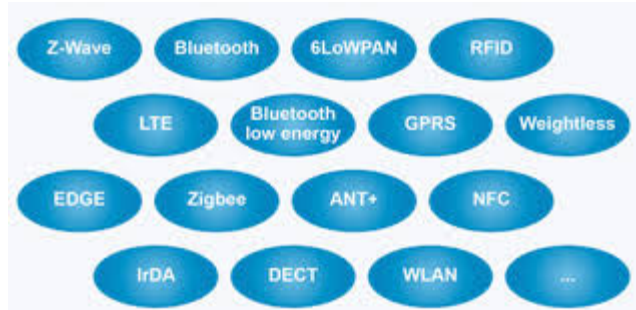 Z-Wave
Bluetooth
6LoWPAN
RFID
LTE
Bluetooth
low energy
GPRS
Weightless
EDGE
Zigbee
ANT+
NFC
IrDA
DECT
WLAN
...